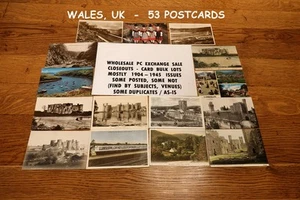 WALES, UK - 53 POSTCARDS
WHOLESALE PC EXCHANGE SALE
CLOSEOUTS - CARD BULK LOTS
MOSTLY 1904-1945 ISSUES
SOME POSTED, SOME NOT
(FIND BY SUBJECTS, VENUES)
SOME DUPLICATES / AS-IS